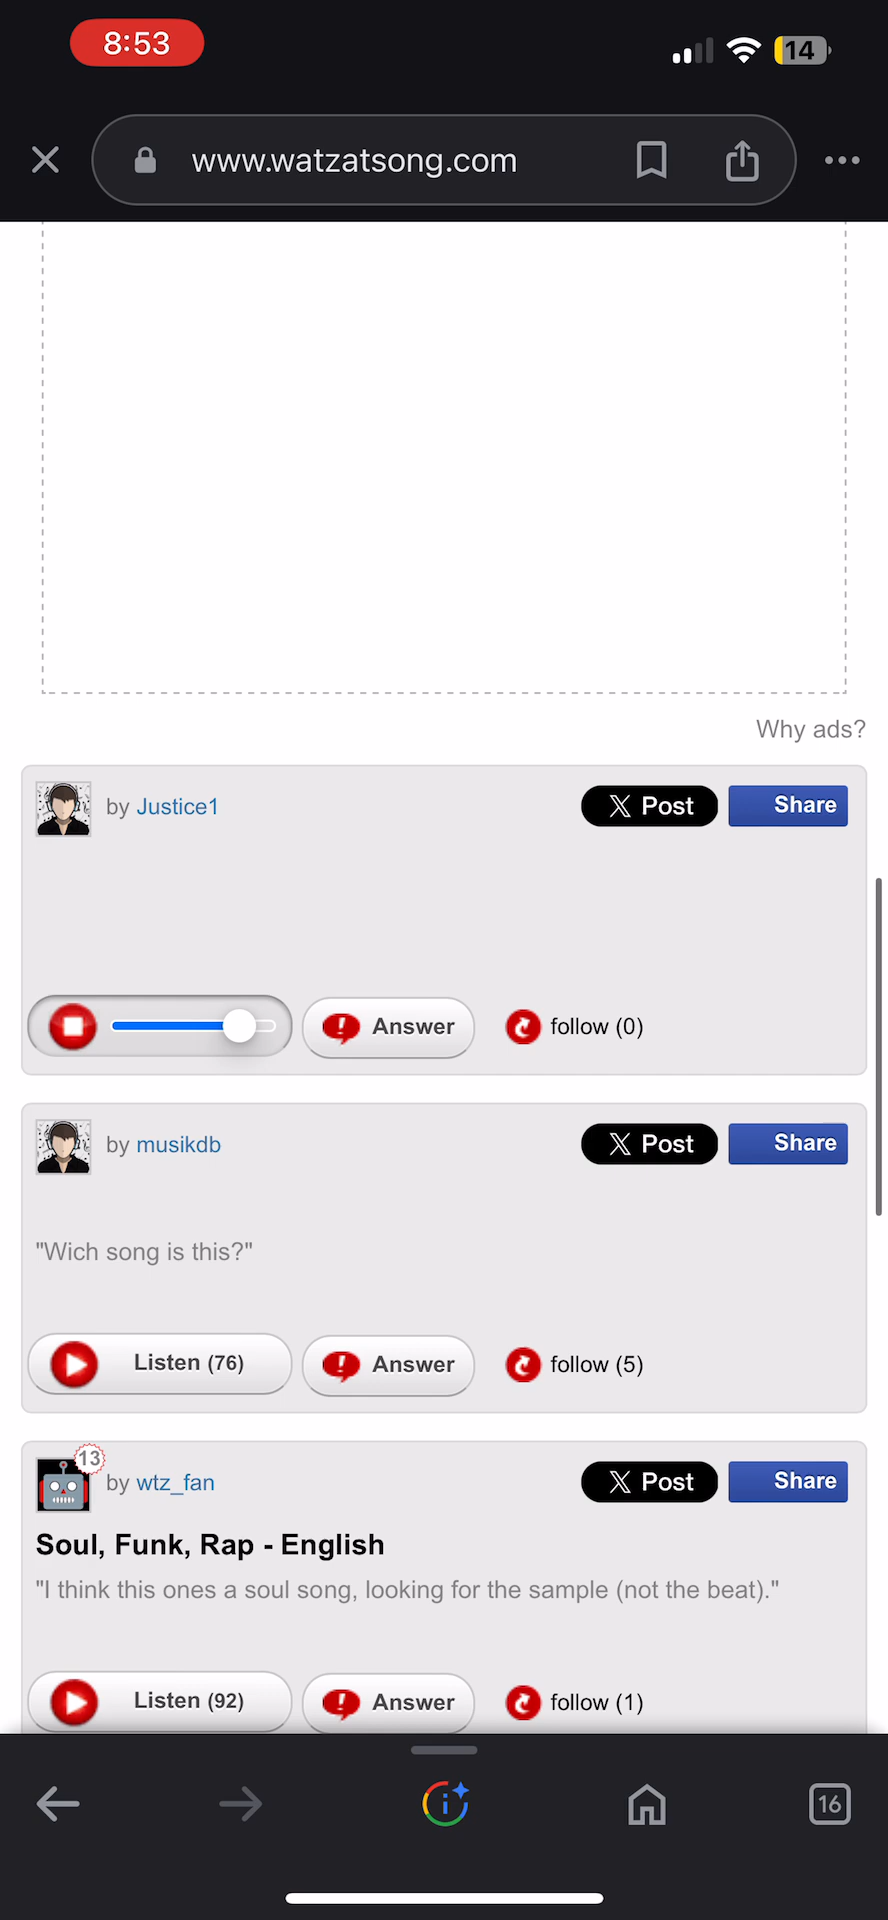 8:53
14
www.watzatsong.com
Why ads?
by Justice1
X Post
Share
Answer
follow (0)
by musikdb
X Post
Share
"Wich song is this?"
Listen (76)
Answer
follow (5)
13
by wtz_fan
X Post
Share
Soul, Funk, Rap - English
"I think this ones a soul song, looking for the sample (not the beat)."
Listen (92)
Answer
follow (1)
16